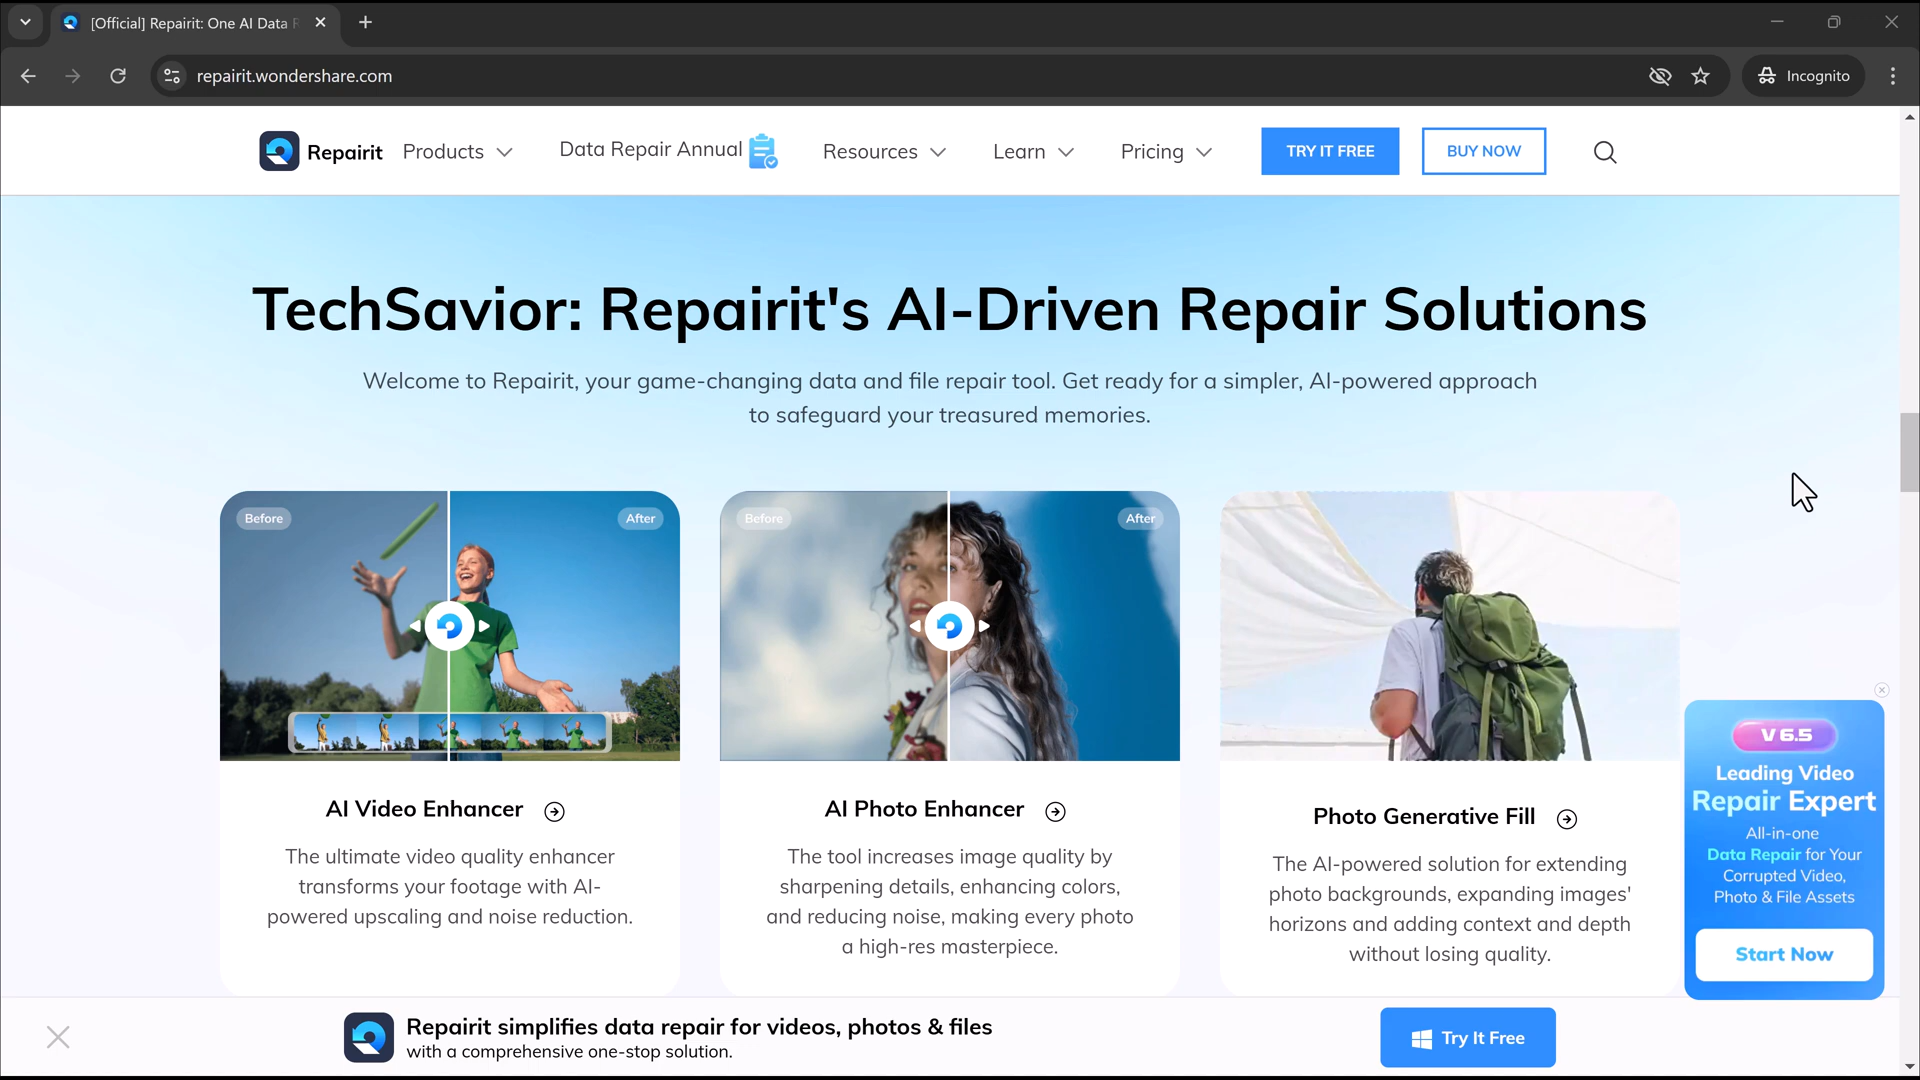 [Official] Repairit: One AI Data R
repairit.wondershare.com
Incognito
Repairit
Products
Data Repair Annual
Resources
Learn
Pricing
TRY IT FREE
BUY NOW
TechSavior: Repairit's AI-Driven Repair Solutions
Welcome to Repairit, your game-changing data and file repair tool. Get ready for a simpler, AI-powered approach
to safeguard your treasured memories.
Before
After
Before
After
AI Video Enhancer
The ultimate video quality enhancer
transforms your footage with AI-
powered upscaling and noise reduction.
AI Photo Enhancer
The tool increases image quality by
sharpening details, enhancing colors,
and reducing noise, making every photo
a high-res masterpiece.
Photo Generative Fill
The AI-powered solution for extending
photo backgrounds, expanding images'
horizons and adding context and depth
without losing quality.
V 6.5
Leading Video
Repair Expert
All-in-one
Data Repair for Your
Corrupted Video,
Photo & File Assets
Start Now
Repairit simplifies data repair for videos, photos & files
with a comprehensive one-stop solution.
Try It Free